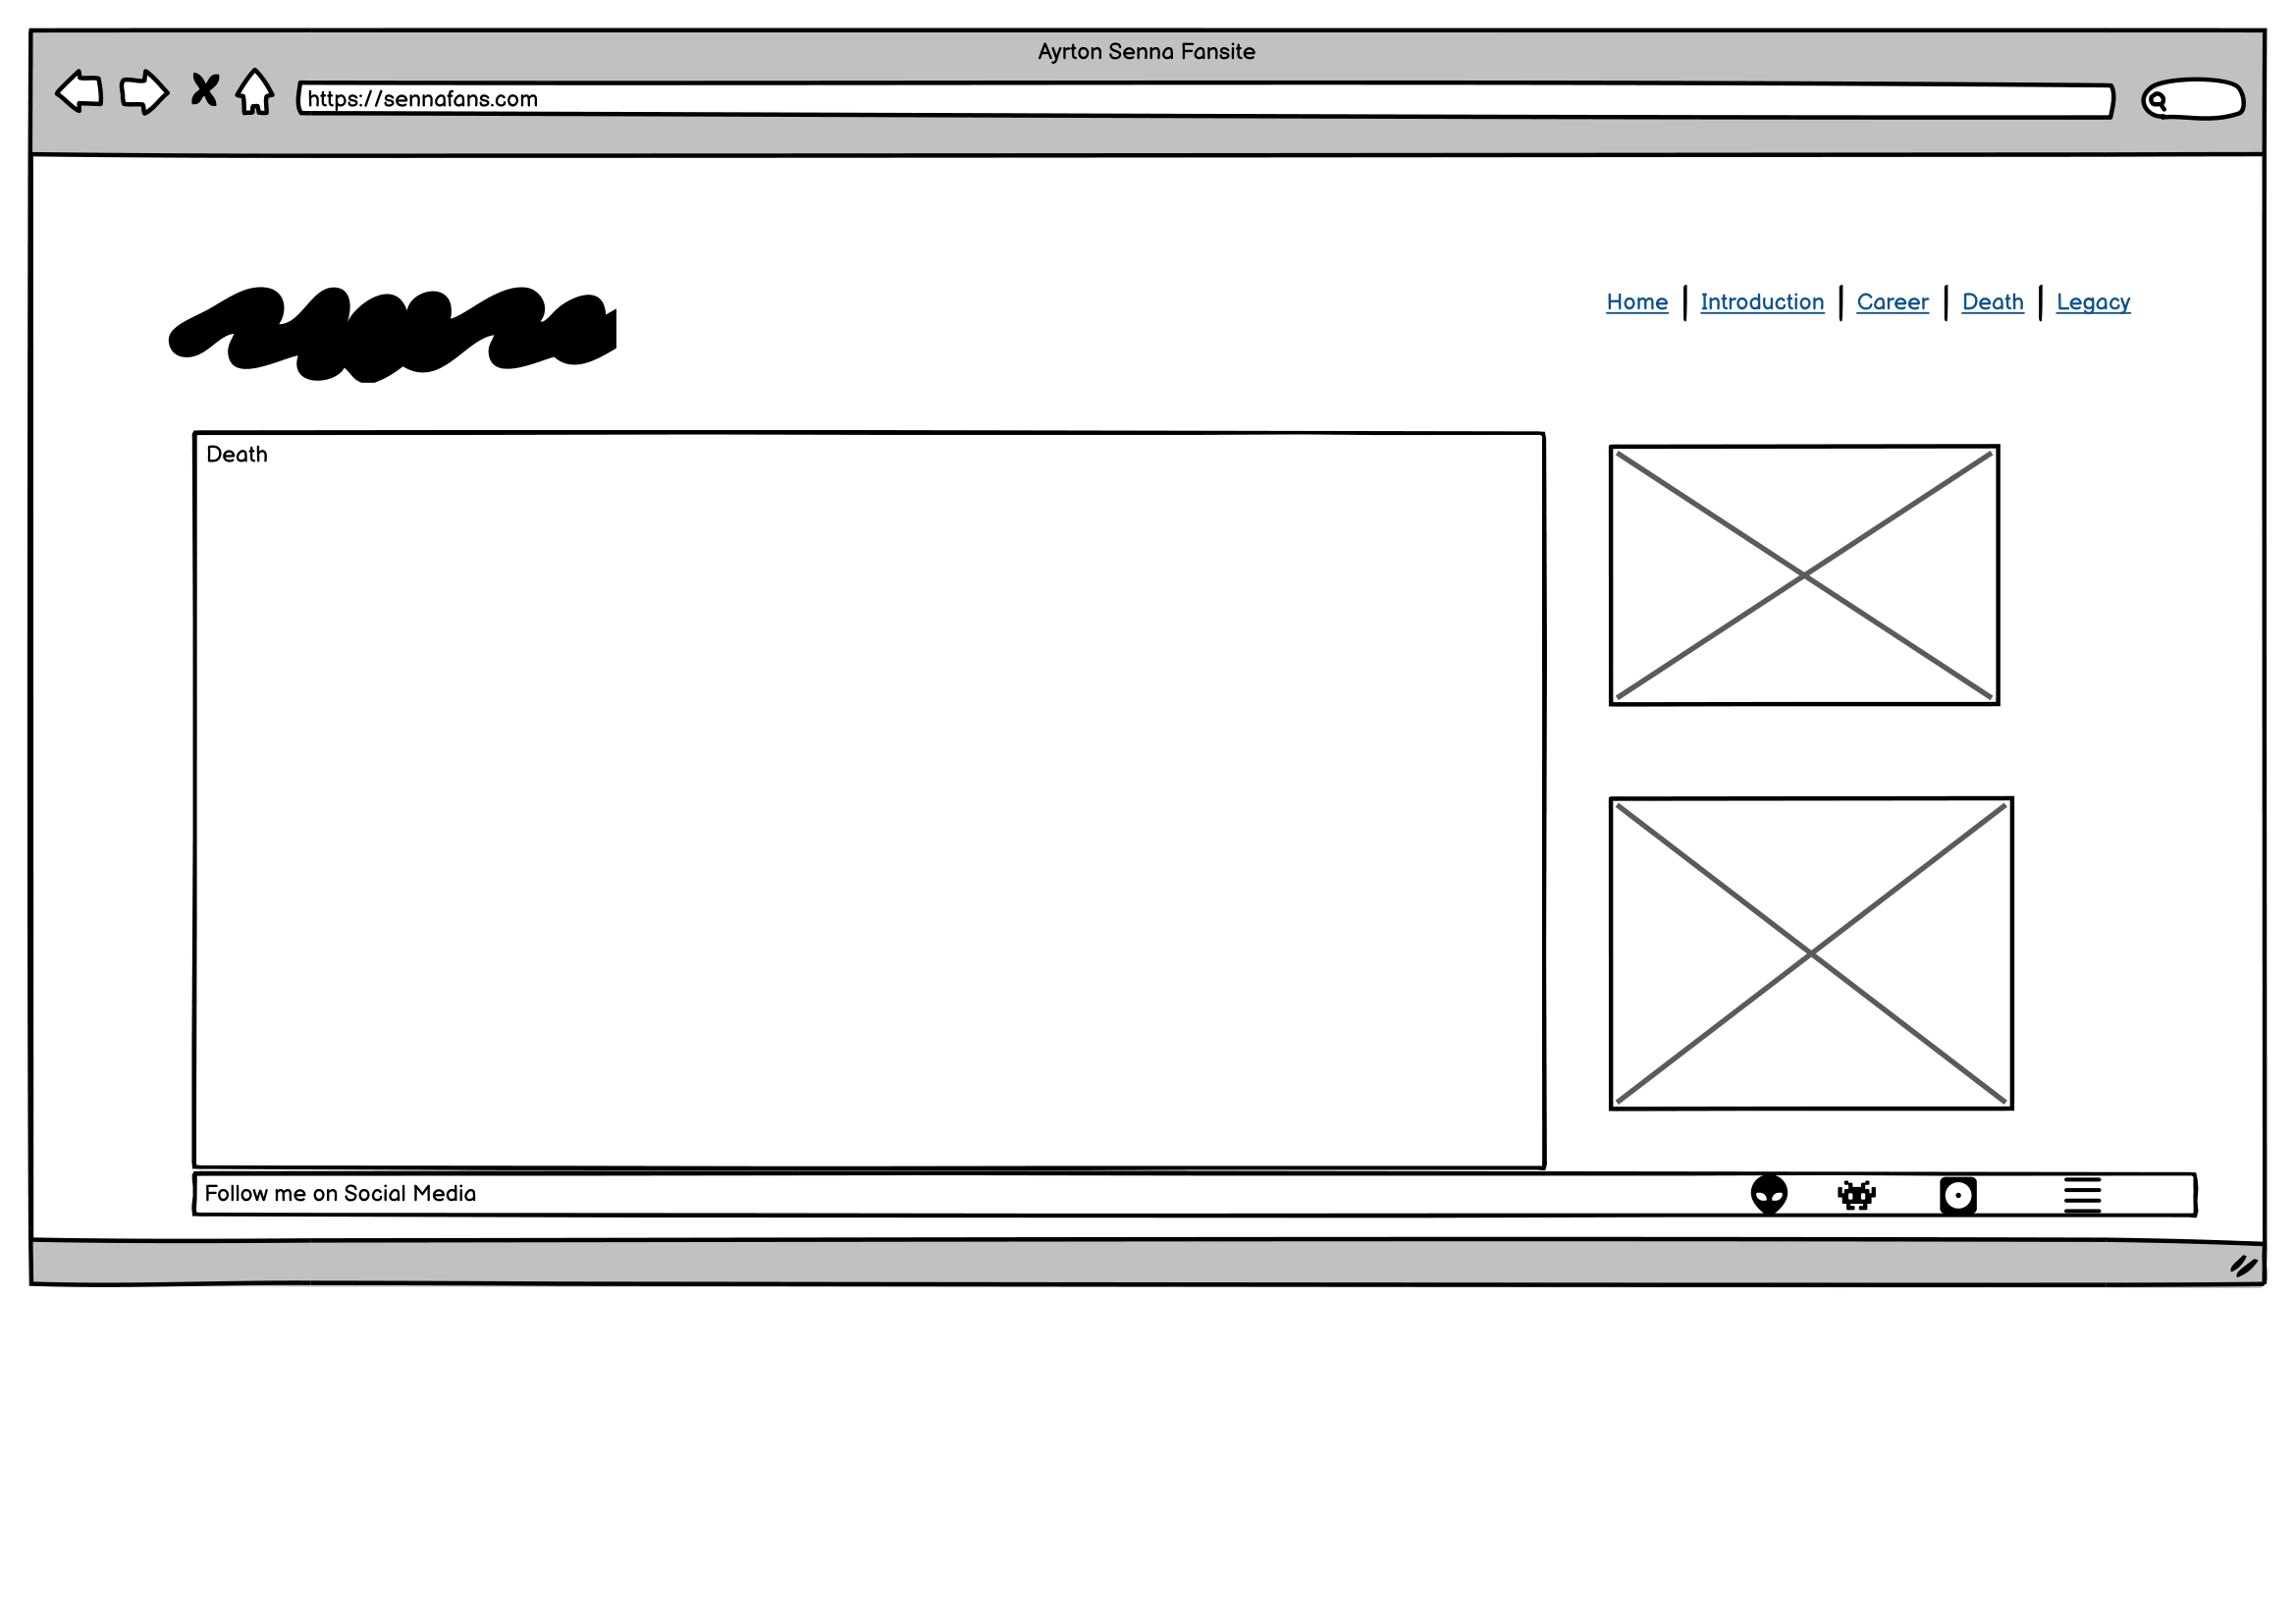 Ayrton Senna Fansite
https://sennafans.com
Home | Introduction | Career | Death | Legacy
Death
Follow me on Social Media